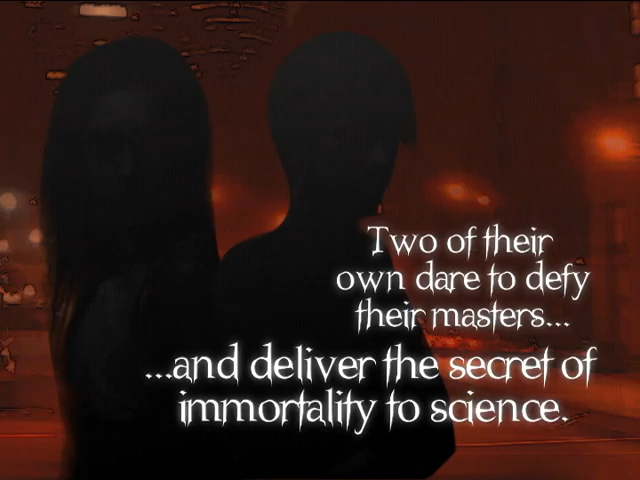 Two of their
own dare to defy
their masters...
...and deliver the secret of
immortality to science.